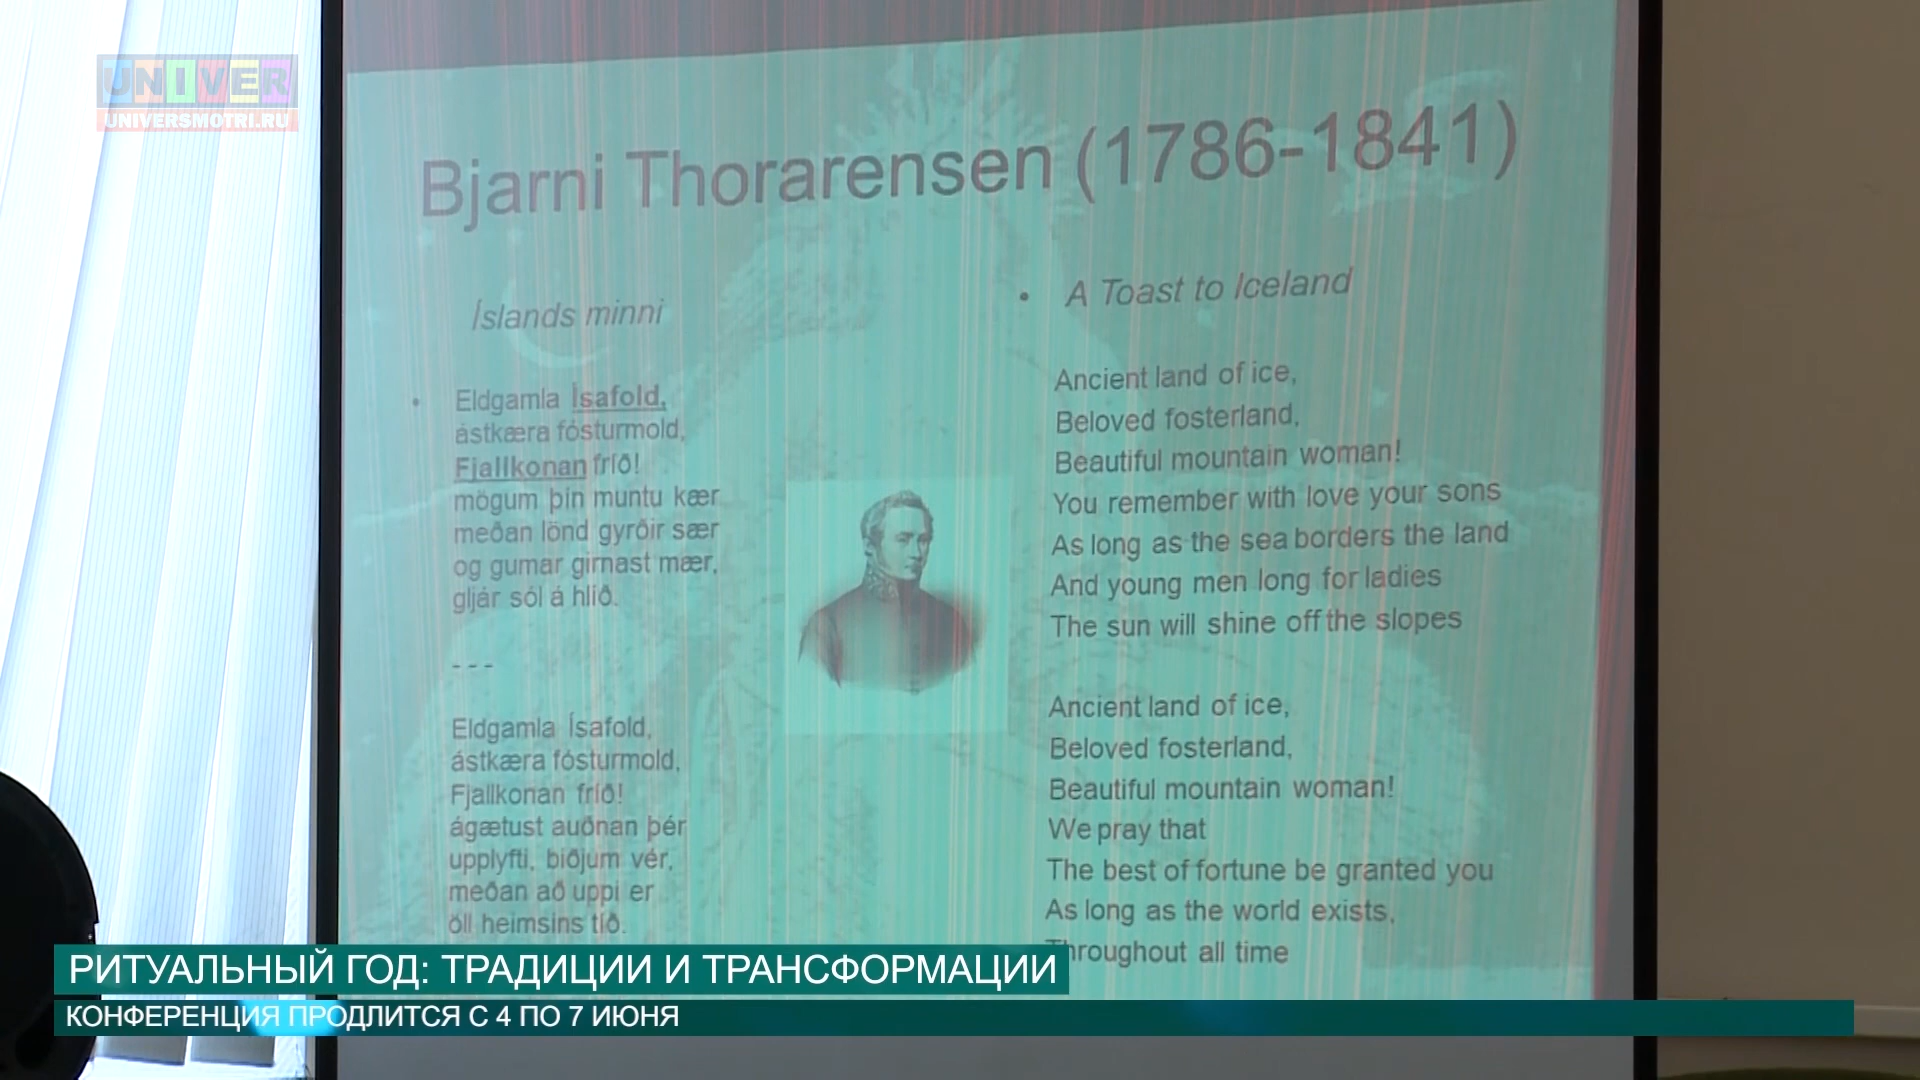 UNIVER
UNIVERSMOTRI.RU
Bjarni Thorarensen (1786-1841)
Íslands minni
• Eldgamla Ísafold,
ástkæra fósturmold,
Fjallkonan fríð!
mögum þín muntu kær
meðan lönd gyrðir sær
og gumar girnast mær,
gljár sól á hlíð.
- - -
Eldgamla Ísafold,
ástkæra fósturmold,
Fjallkonan fríð!
ágætust auðnan þér
upplyfti, biðjum vér,
meðan að uppi er
öll heimsins tíð.
• A Toast to Iceland
Ancient land of ice,
Beloved fosterland,
Beautiful mountain woman!
You remember with love your sons
As long as the sea borders the land
And young men long for ladies
The sun will shine off the slopes
Ancient land of ice,
Beloved fosterland,
Beautiful mountain woman!
We pray that
The best of fortune be granted you
As long as the world exists,
Throughout all time
РИТУАЛЬНЫЙ ГОД: ТРАДИЦИИ И ТРАНСФОРМАЦИИ
КОНФЕРЕНЦИЯ ПРОДЛИТСЯ С 4 ПО 7 ИЮНЯ